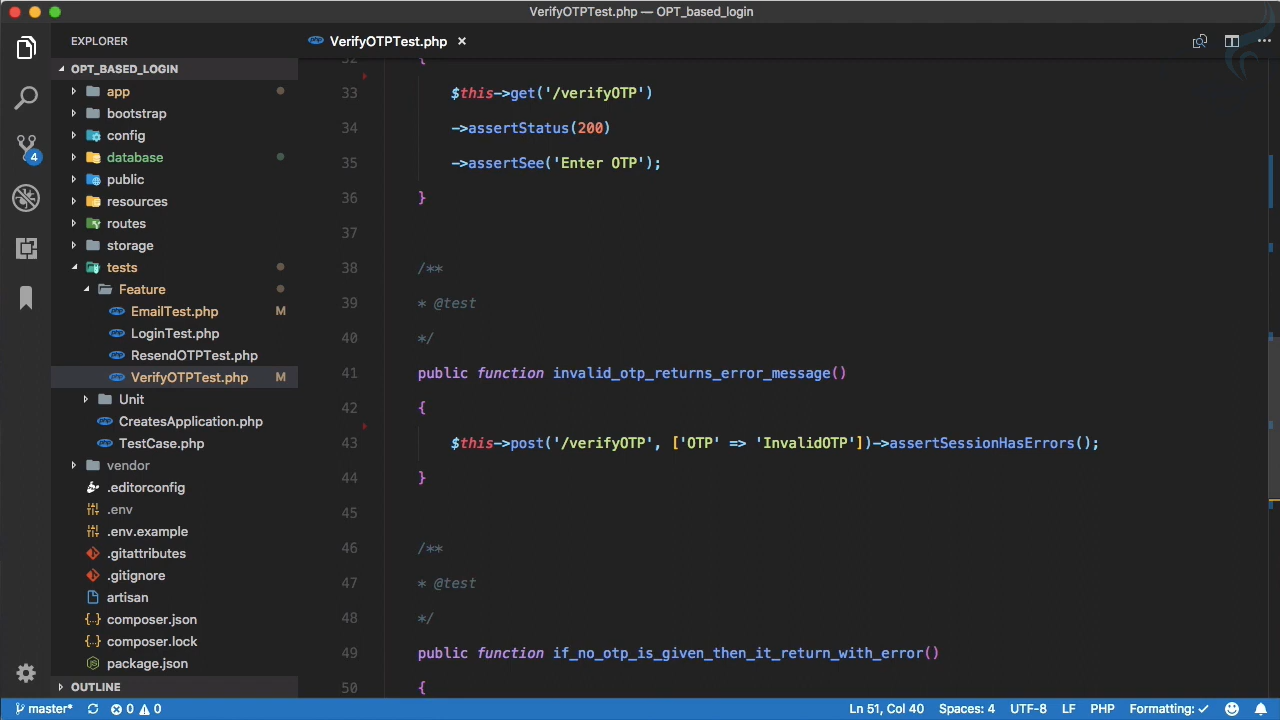 VerifyOTPTest.php — OPT_based_login
EXPLORER
OPT_BASED_LOGIN
app
bootstrap
config
database
public
resources
routes
storage
tests
Feature
EmailTest.php M
LoginTest.php
ResendOTPTest.php
VerifyOTPTest.php M
Unit
CreatesApplication.php
TestCase.php
vendor
.editorconfig
.env
.env.example
.gitattributes
.gitignore
artisan
composer.json
composer.lock
package.json
OUTLINE
4
VerifyOTPTest.php ×
32 {
33 $this->get('/verifyOTP')
34 ->assertStatus(200)
35 ->assertSee('Enter OTP');
36 }
37
38 /**
39 * @test
40 */
41 public function invalid_otp_returns_error_message()
42 {
43 $this->post('/verifyOTP', ['OTP' => 'InvalidOTP'])->assertSessionHasErrors();
44 }
45
46 /**
47 * @test
48 */
49 public function if_no_otp_is_given_then_it_return_with_error()
50 {
master* 0 0 Ln 51, Col 40 Spaces: 4 UTF-8 LF PHP Formatting: ✓